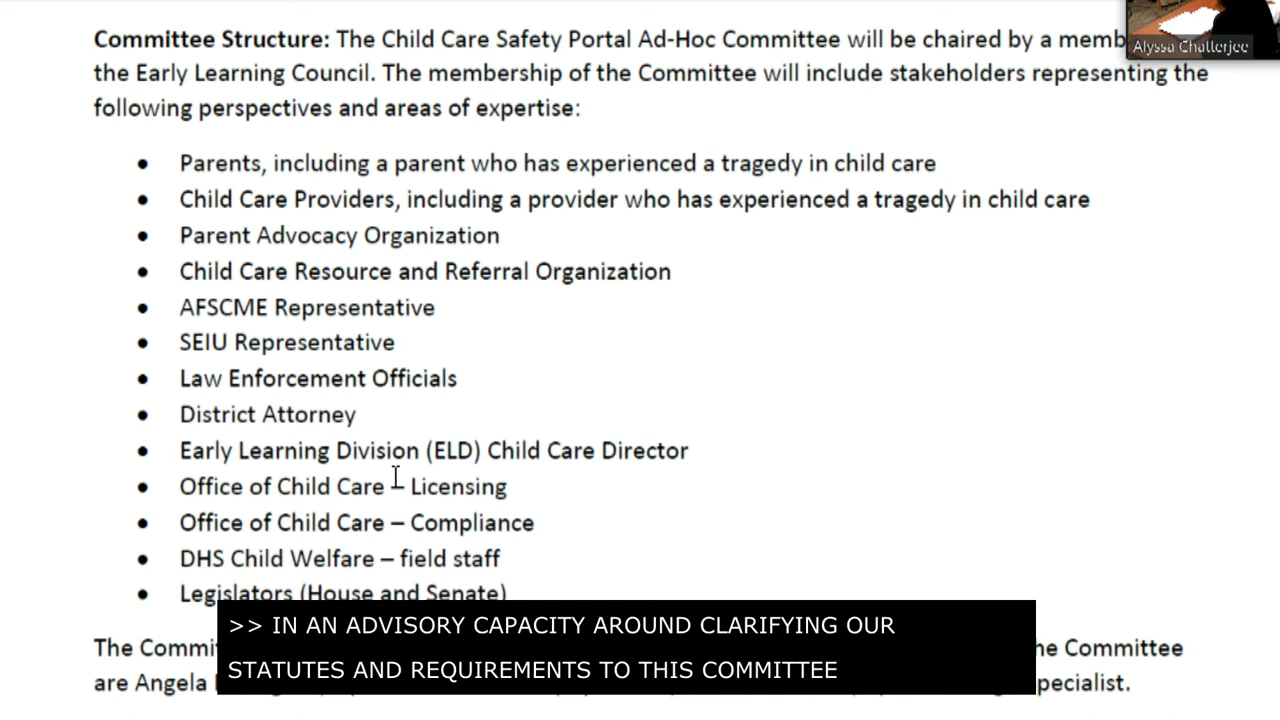 Committee Structure: The Child Care Safety Portal Ad-Hoc Committee will be chaired by a
Alyssa Chatterjee
the Early Learning Council. The membership of the Committee will include stakeholders representing the
following perspectives and areas of expertise:
• Parents, including a parent who has experienced a tragedy in child care
• Child Care Providers, including a provider who has experienced a tragedy in child care
• Parent Advocacy Organization
• Child Care Resource and Referral Organization
• AFSCME Representative
• SEIU Representative
• Law Enforcement Officials
• District Attorney
• Early Learning Division (ELD) Child Care Director
• Office of Child Care – Licensing
• Office of Child Care – Compliance
• DHS Child Welfare – field staff
• Legislators (House and Senate)
>> IN AN ADVISORY CAPACITY AROUND CLARIFYING OUR
STATUTES AND REQUIREMENTS TO THIS COMMITTEE
The Committee
are Angela